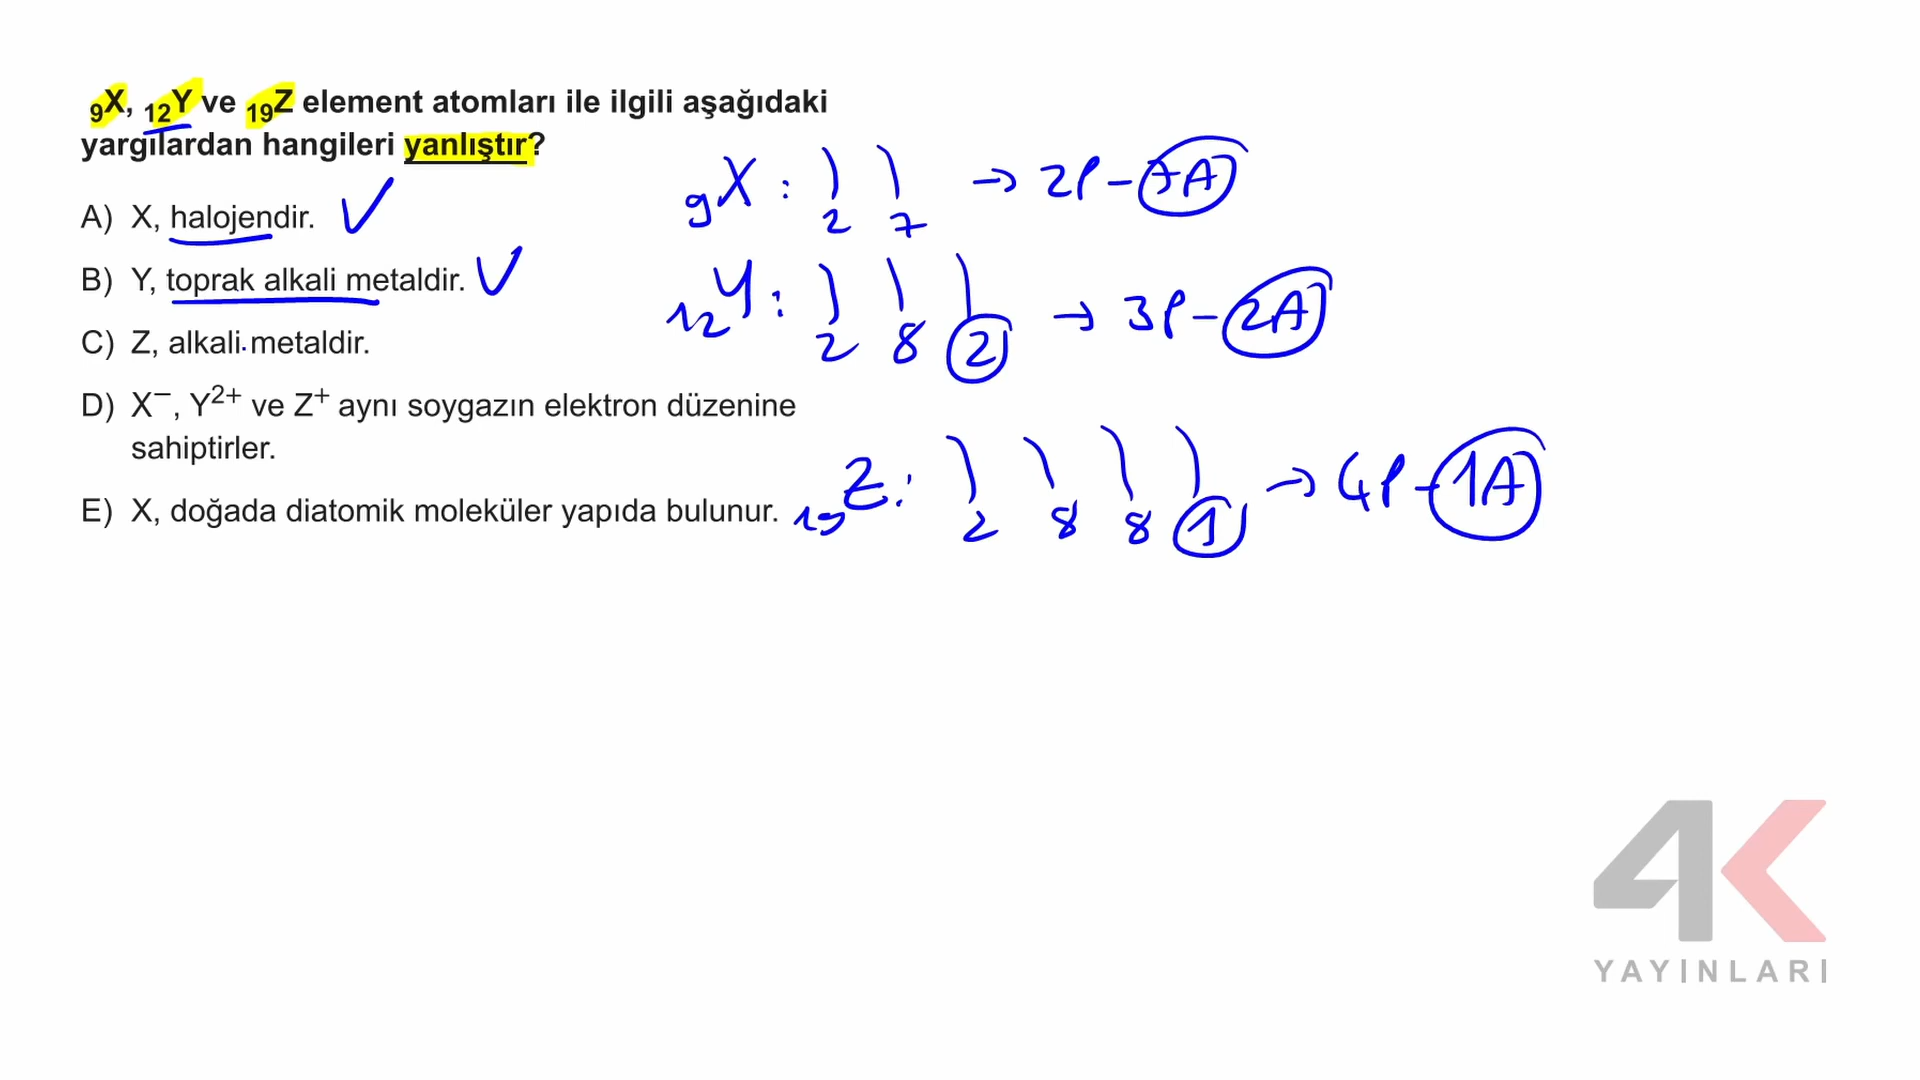 ₉X, ₁₂Y ve ₁₉Z element atomları ile ilgili aşağıdaki
yargılardan hangileri yanlıştır?
A) X, halojendir.
B) Y, toprak alkali metaldir.
C) Z, alkali metaldir.
D) X⁻, Y²⁺ ve Z⁺ aynı soygazın elektron düzenine
sahiptirler.
E) X, doğada diatomik moleküler yapıda bulunur.
₉X: ) ) → 2P - 7A
2 7
₁₂Y: ) ) ) → 3P - 2A
2 8 2
₁₉Z: ) ) ) ) → 4P - 1A
2 8 8 1
4K
YAYINLARI